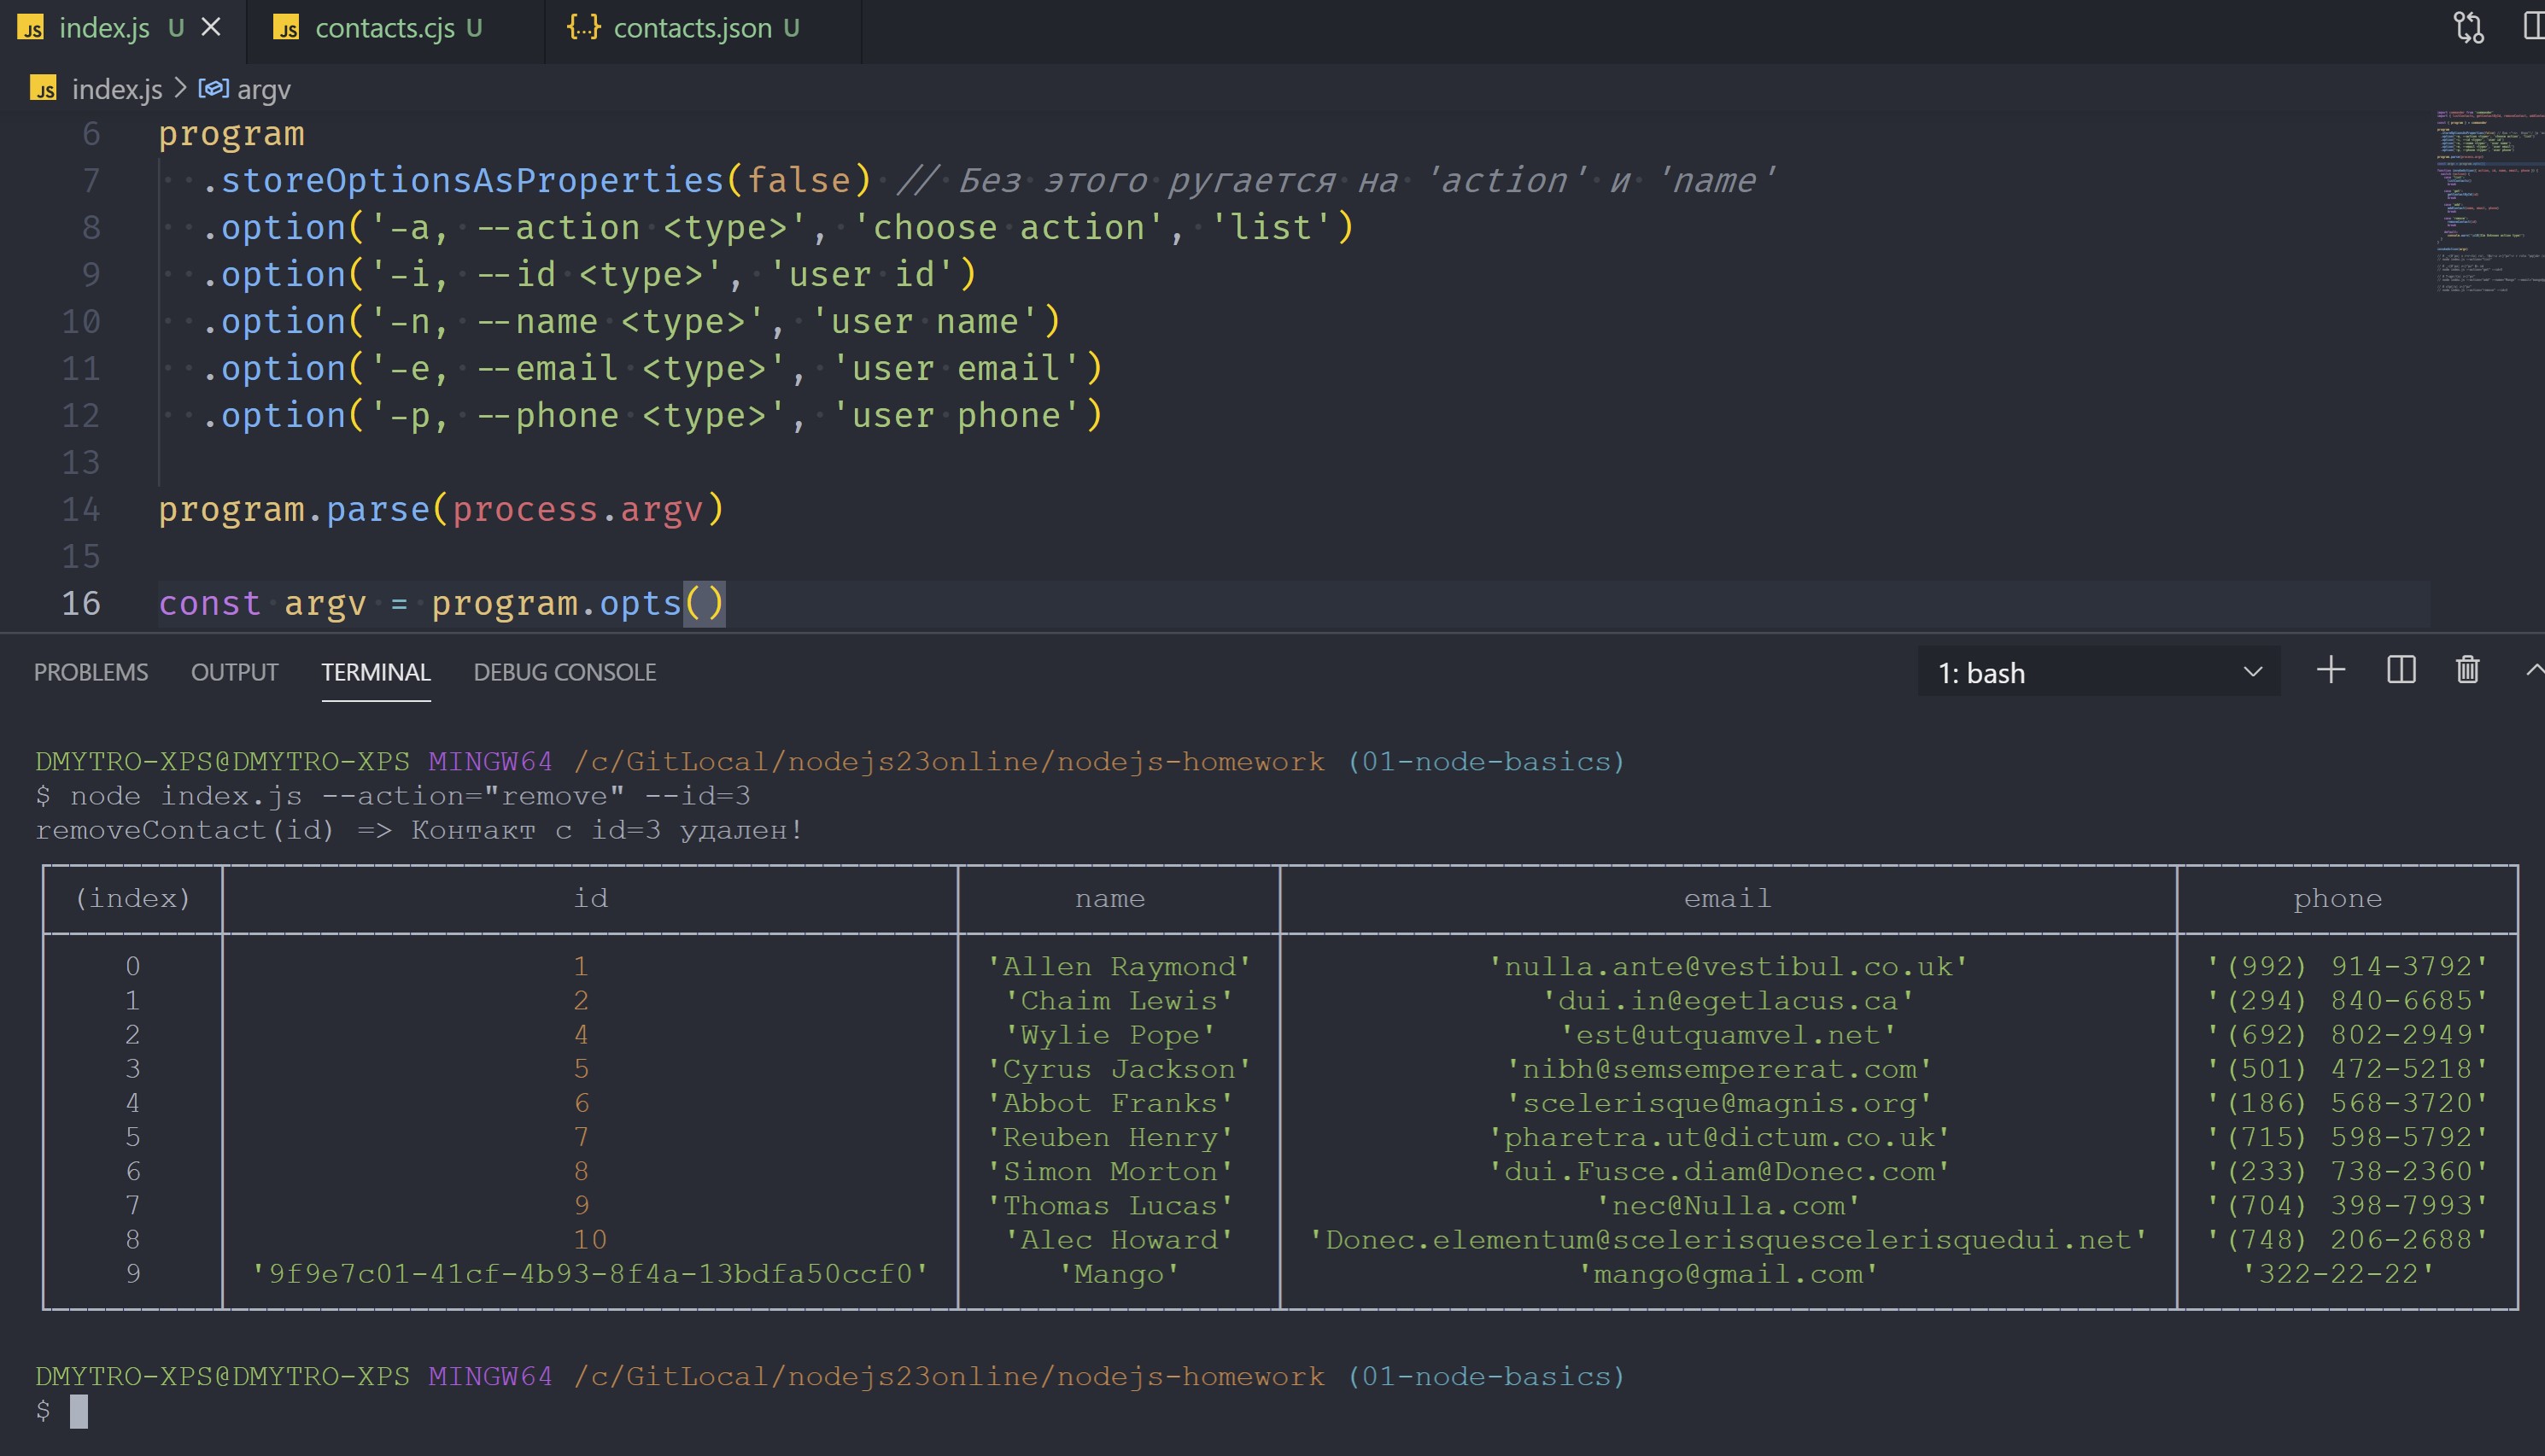 index.js U
contacts.cjs U
contacts.json U
index.js > argv
6 program
7 .storeOptionsAsProperties(false) // Без этого ругается на 'action' и 'name'
8 .option('-a, --action <type>', 'choose action', 'list')
9 .option('-i, --id <type>', 'user id')
10 .option('-n, --name <type>', 'user name')
11 .option('-e, --email <type>', 'user email')
12 .option('-p, --phone <type>', 'user phone')
13
14 program.parse(process.argv)
15
16 const argv = program.opts()
PROBLEMS OUTPUT TERMINAL DEBUG CONSOLE 1: bash
DMYTRO-XPS@DMYTRO-XPS MINGW64 /c/GitLocal/nodejs23online/nodejs-homework (01-node-basics)
$ node index.js --action="remove" --id=3
removeContact(id) => Контакт с id=3 удален!
(index) id name email phone
0 1 'Allen Raymond' 'nulla.ante@vestibul.co.uk' '(992) 914-3792'
1 2 'Chaim Lewis' 'dui.in@egetlacus.ca' '(294) 840-6685'
2 4 'Wylie Pope' 'est@utquamvel.net' '(692) 802-2949'
3 5 'Cyrus Jackson' 'nibh@semsempererat.com' '(501) 472-5218'
4 6 'Abbot Franks' 'scelerisque@magnis.org' '(186) 568-3720'
5 7 'Reuben Henry' 'pharetra.ut@dictum.co.uk' '(715) 598-5792'
6 8 'Simon Morton' 'dui.Fusce.diam@Donec.com' '(233) 738-2360'
7 9 'Thomas Lucas' 'nec@Nulla.com' '(704) 398-7993'
8 10 'Alec Howard' 'Donec.elementum@scelerisquescelerisquedui.net' '(748) 206-2688'
9 '9f9e7c01-41cf-4b93-8f4a-13bdfa50ccf0' 'Mango' 'mango@gmail.com' '322-22-22'
DMYTRO-XPS@DMYTRO-XPS MINGW64 /c/GitLocal/nodejs23online/nodejs-homework (01-node-basics)
$